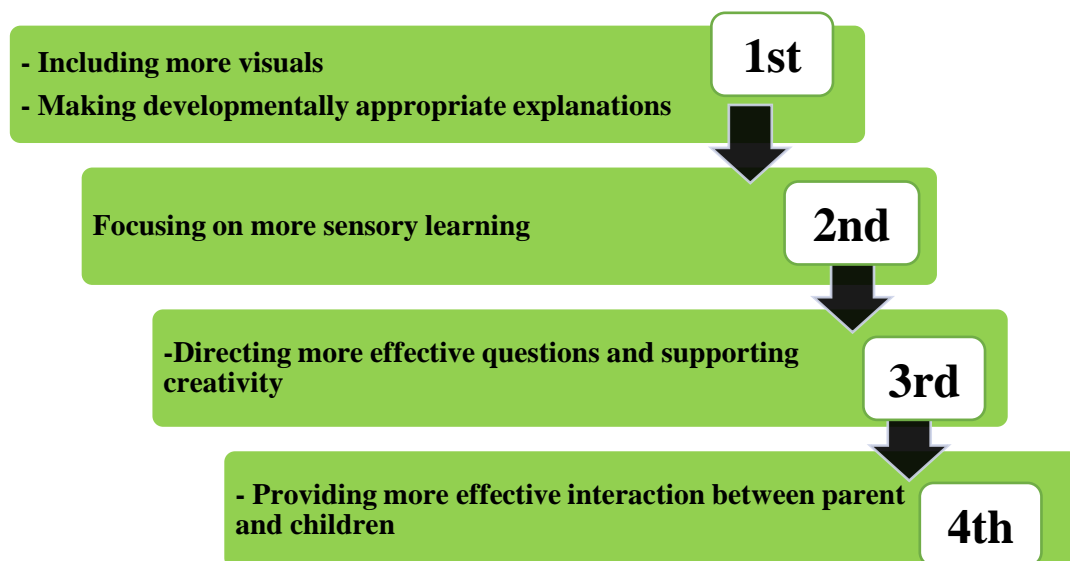 1st
- Including more visuals
- Making developmentally appropriate explanations
2nd
Focusing on more sensory learning
3rd
-Directing more effective questions and supporting
creativity
4th
- Providing more effective interaction between parent
and children